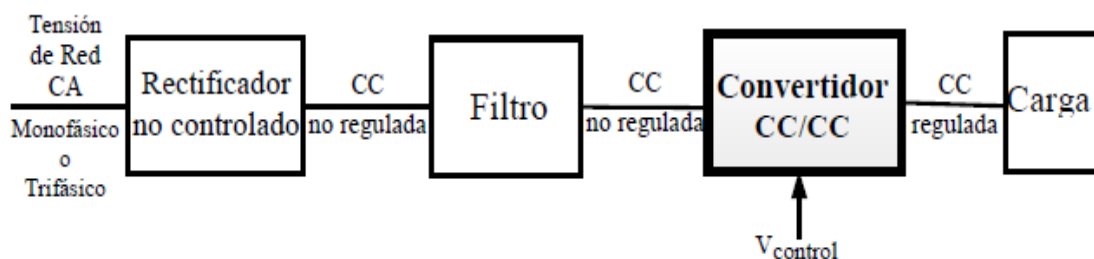 Tensión
de Red
CA
Monofásico
o
Trifásico
Rectificador
no controlado
CC
no regulada
Filtro
CC
no regulada
Convertidor
CC/CC
Vcontrol
CC
regulada
Carga